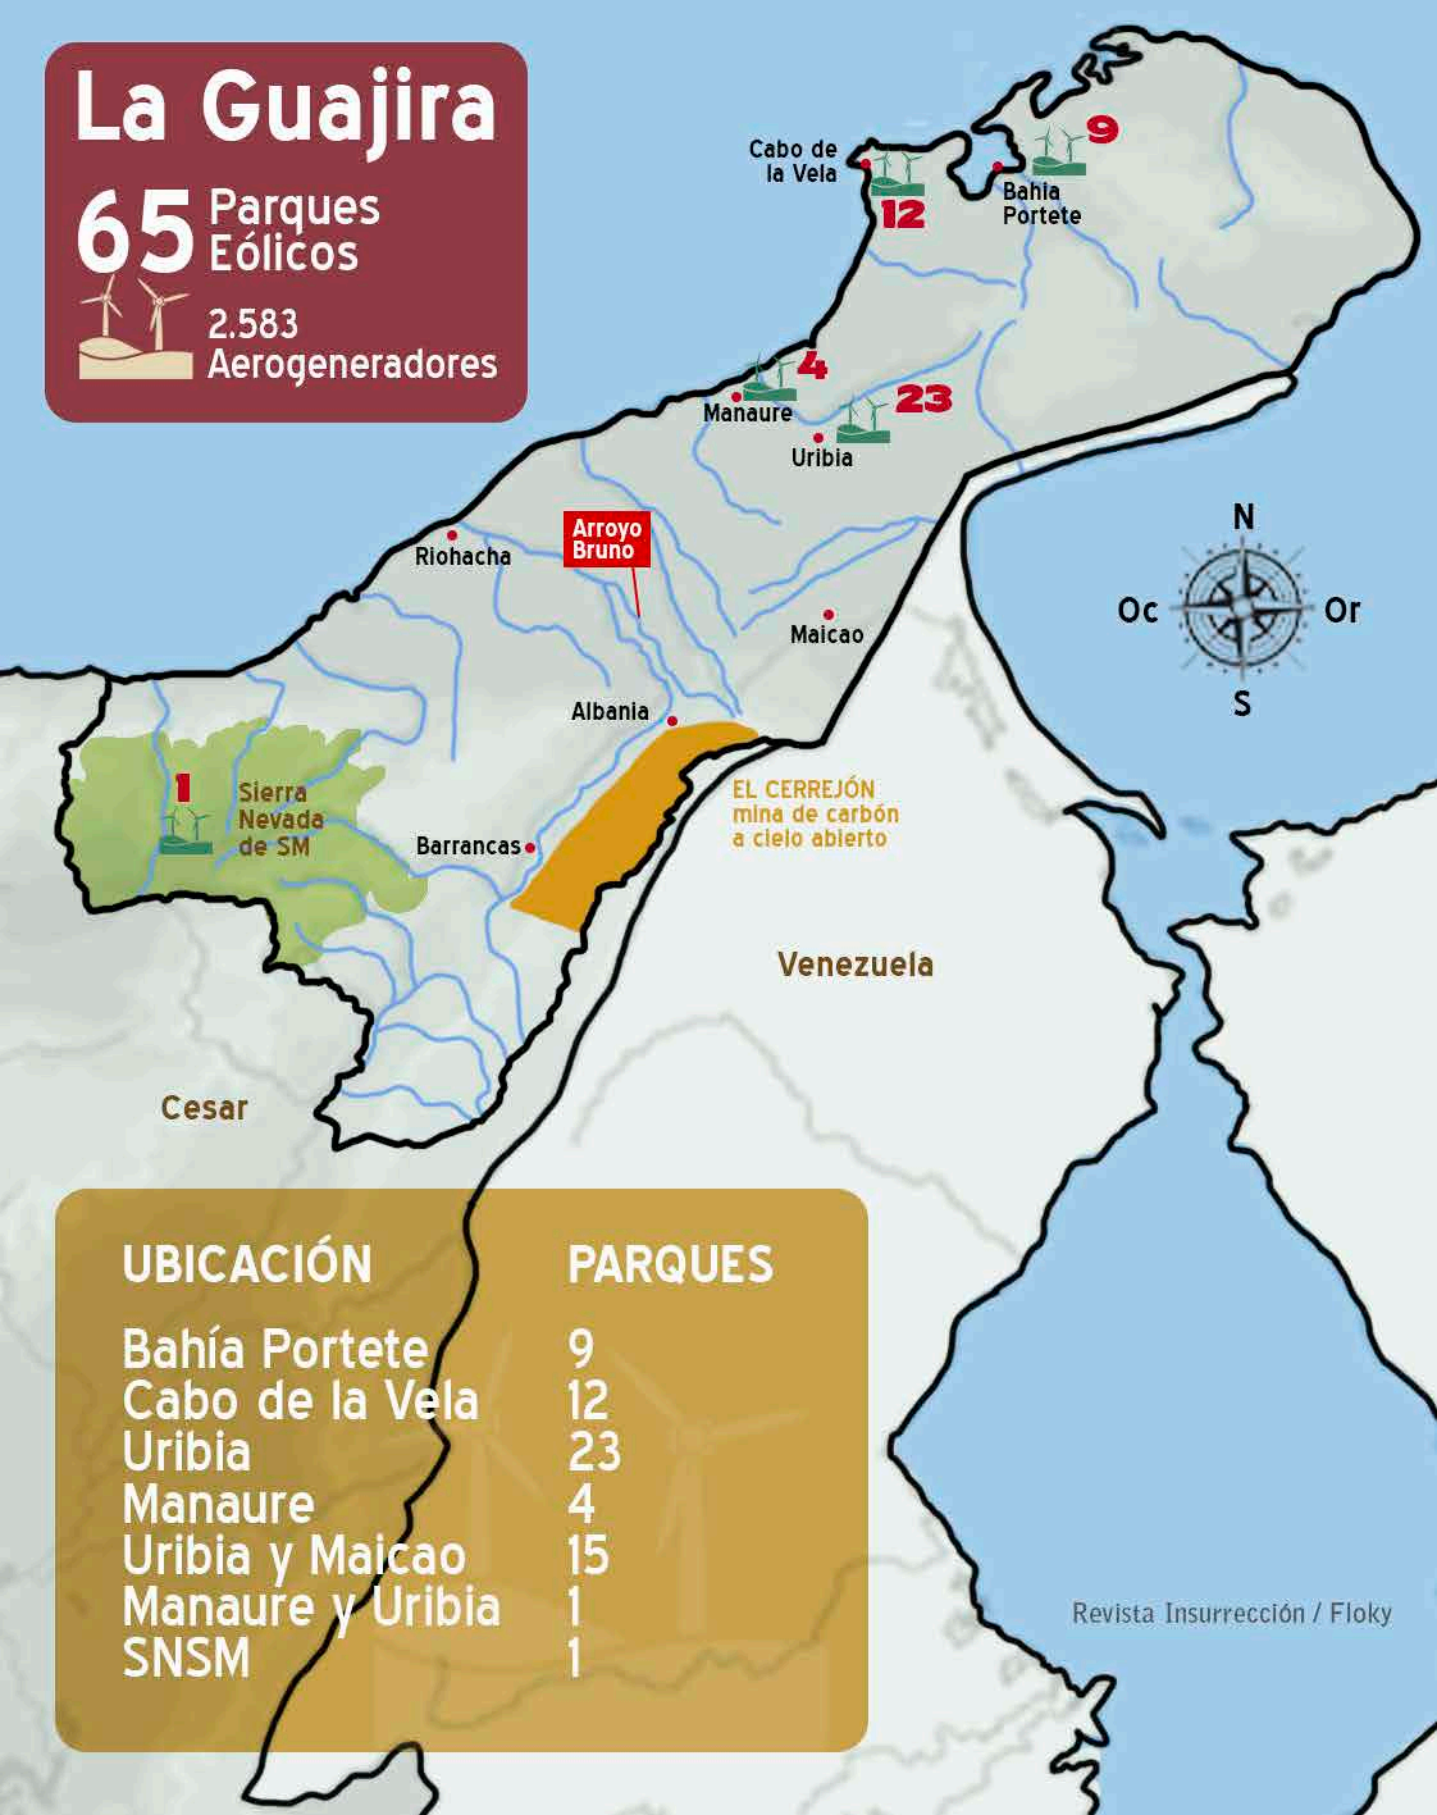 La Guajira
65 Parques
Eólicos
2.583
Aerogeneradores
9
Cabo de
la Vela
12
Bahia
Portete
4
Manaure
23
Uribia
Arroyo
Bruno
Riohacha
Maicao
N
Oc
Or
S
Albania
1
Sierra
Nevada
de SM
EL CERREJÓN
mina de carbón
a cielo abierto
Barrancas
Venezuela
Cesar
UBICACIÓN PARQUES
Bahía Portete 9
Cabo de la Vela 12
Uribia 23
Manaure 4
Uribia y Maicao 15
Manaure y Uribia 1
SNSM 1
Revista Insurrección / Floky